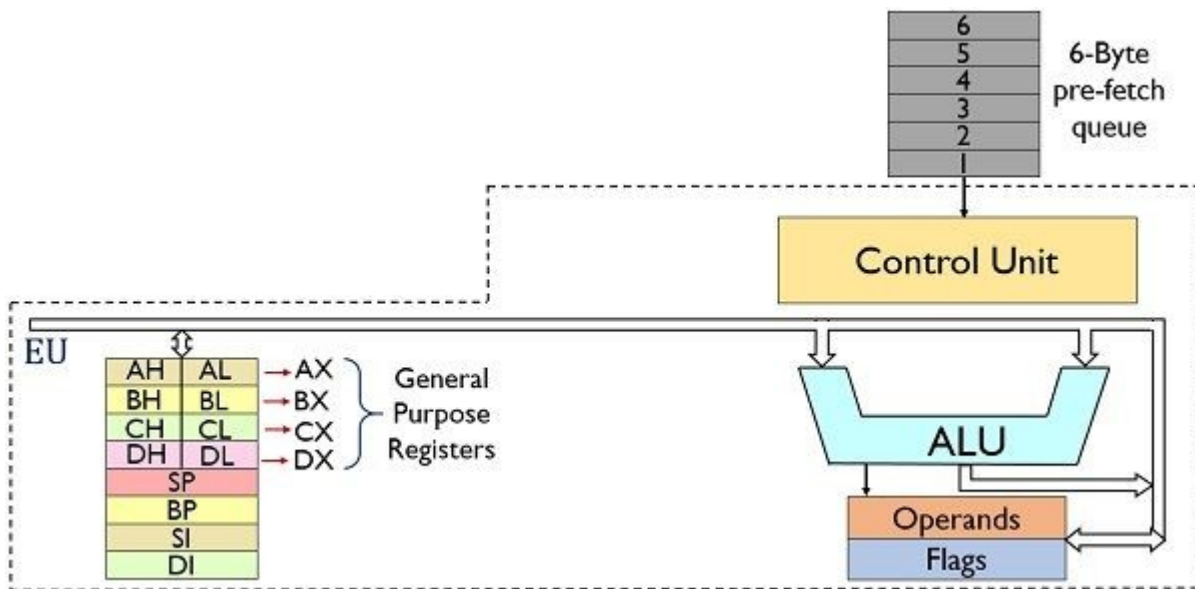 6
5
4
3
2
1
6-Byte
pre-fetch
queue
Control Unit
EU
AH AL AX
BH BL BX
CH CL CX
DH DL DX
General
Purpose
Registers
SP
BP
SI
DI
ALU
Operands
Flags